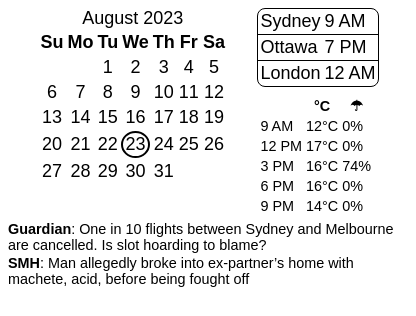 August 2023
Su Mo Tu We Th Fr Sa
1 2 3 4 5
6 7 8 9 10 11 12
13 14 15 16 17 18 19
20 21 22 23 24 25 26
27 28 29 30 31
Sydney 9 AM
Ottawa 7 PM
London 12 AM
°C ☂
9 AM 12°C 0%
12 PM 17°C 0%
3 PM 16°C 74%
6 PM 16°C 0%
9 PM 14°C 0%
Guardian: One in 10 flights between Sydney and Melbourne
are cancelled. Is slot hoarding to blame?
SMH: Man allegedly broke into ex-partner’s home with
machete, acid, before being fought off